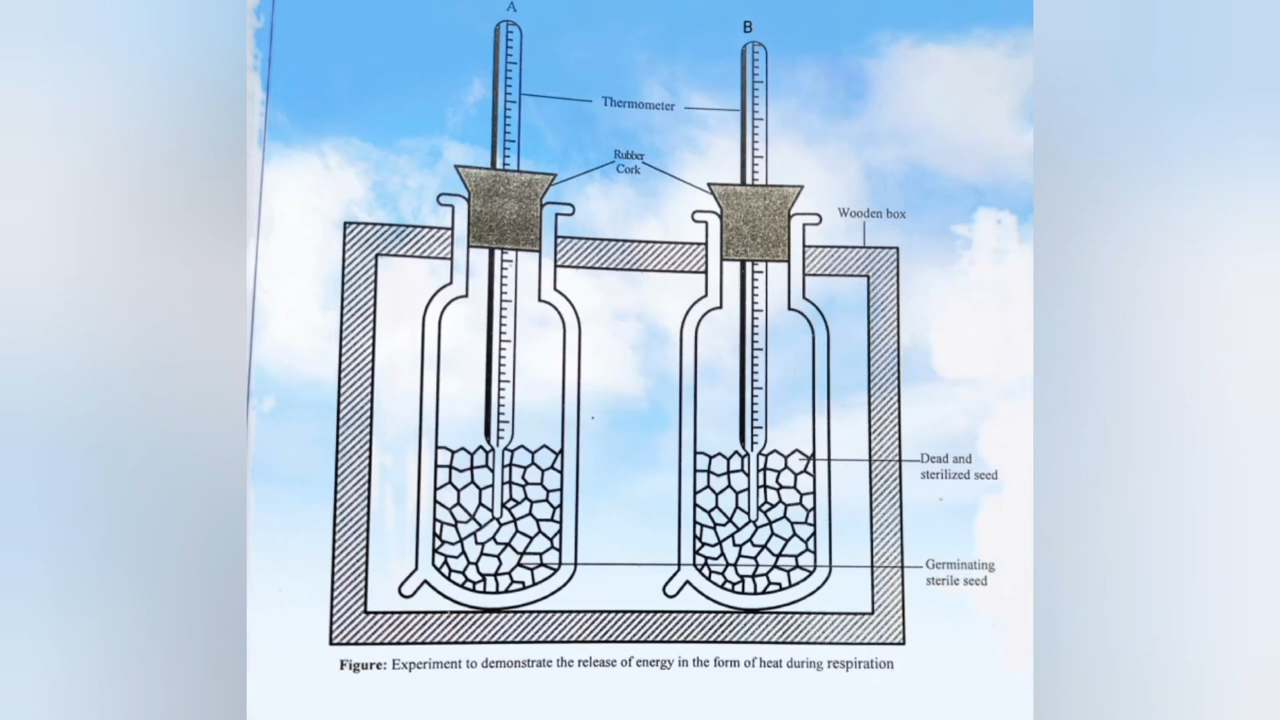 A
B
Thermometer
Rubber
Cork
Wooden box
Dead and
sterilized seed
Germinating
sterile seed
Figure: Experiment to demonstrate the release of energy in the form of heat during respiration